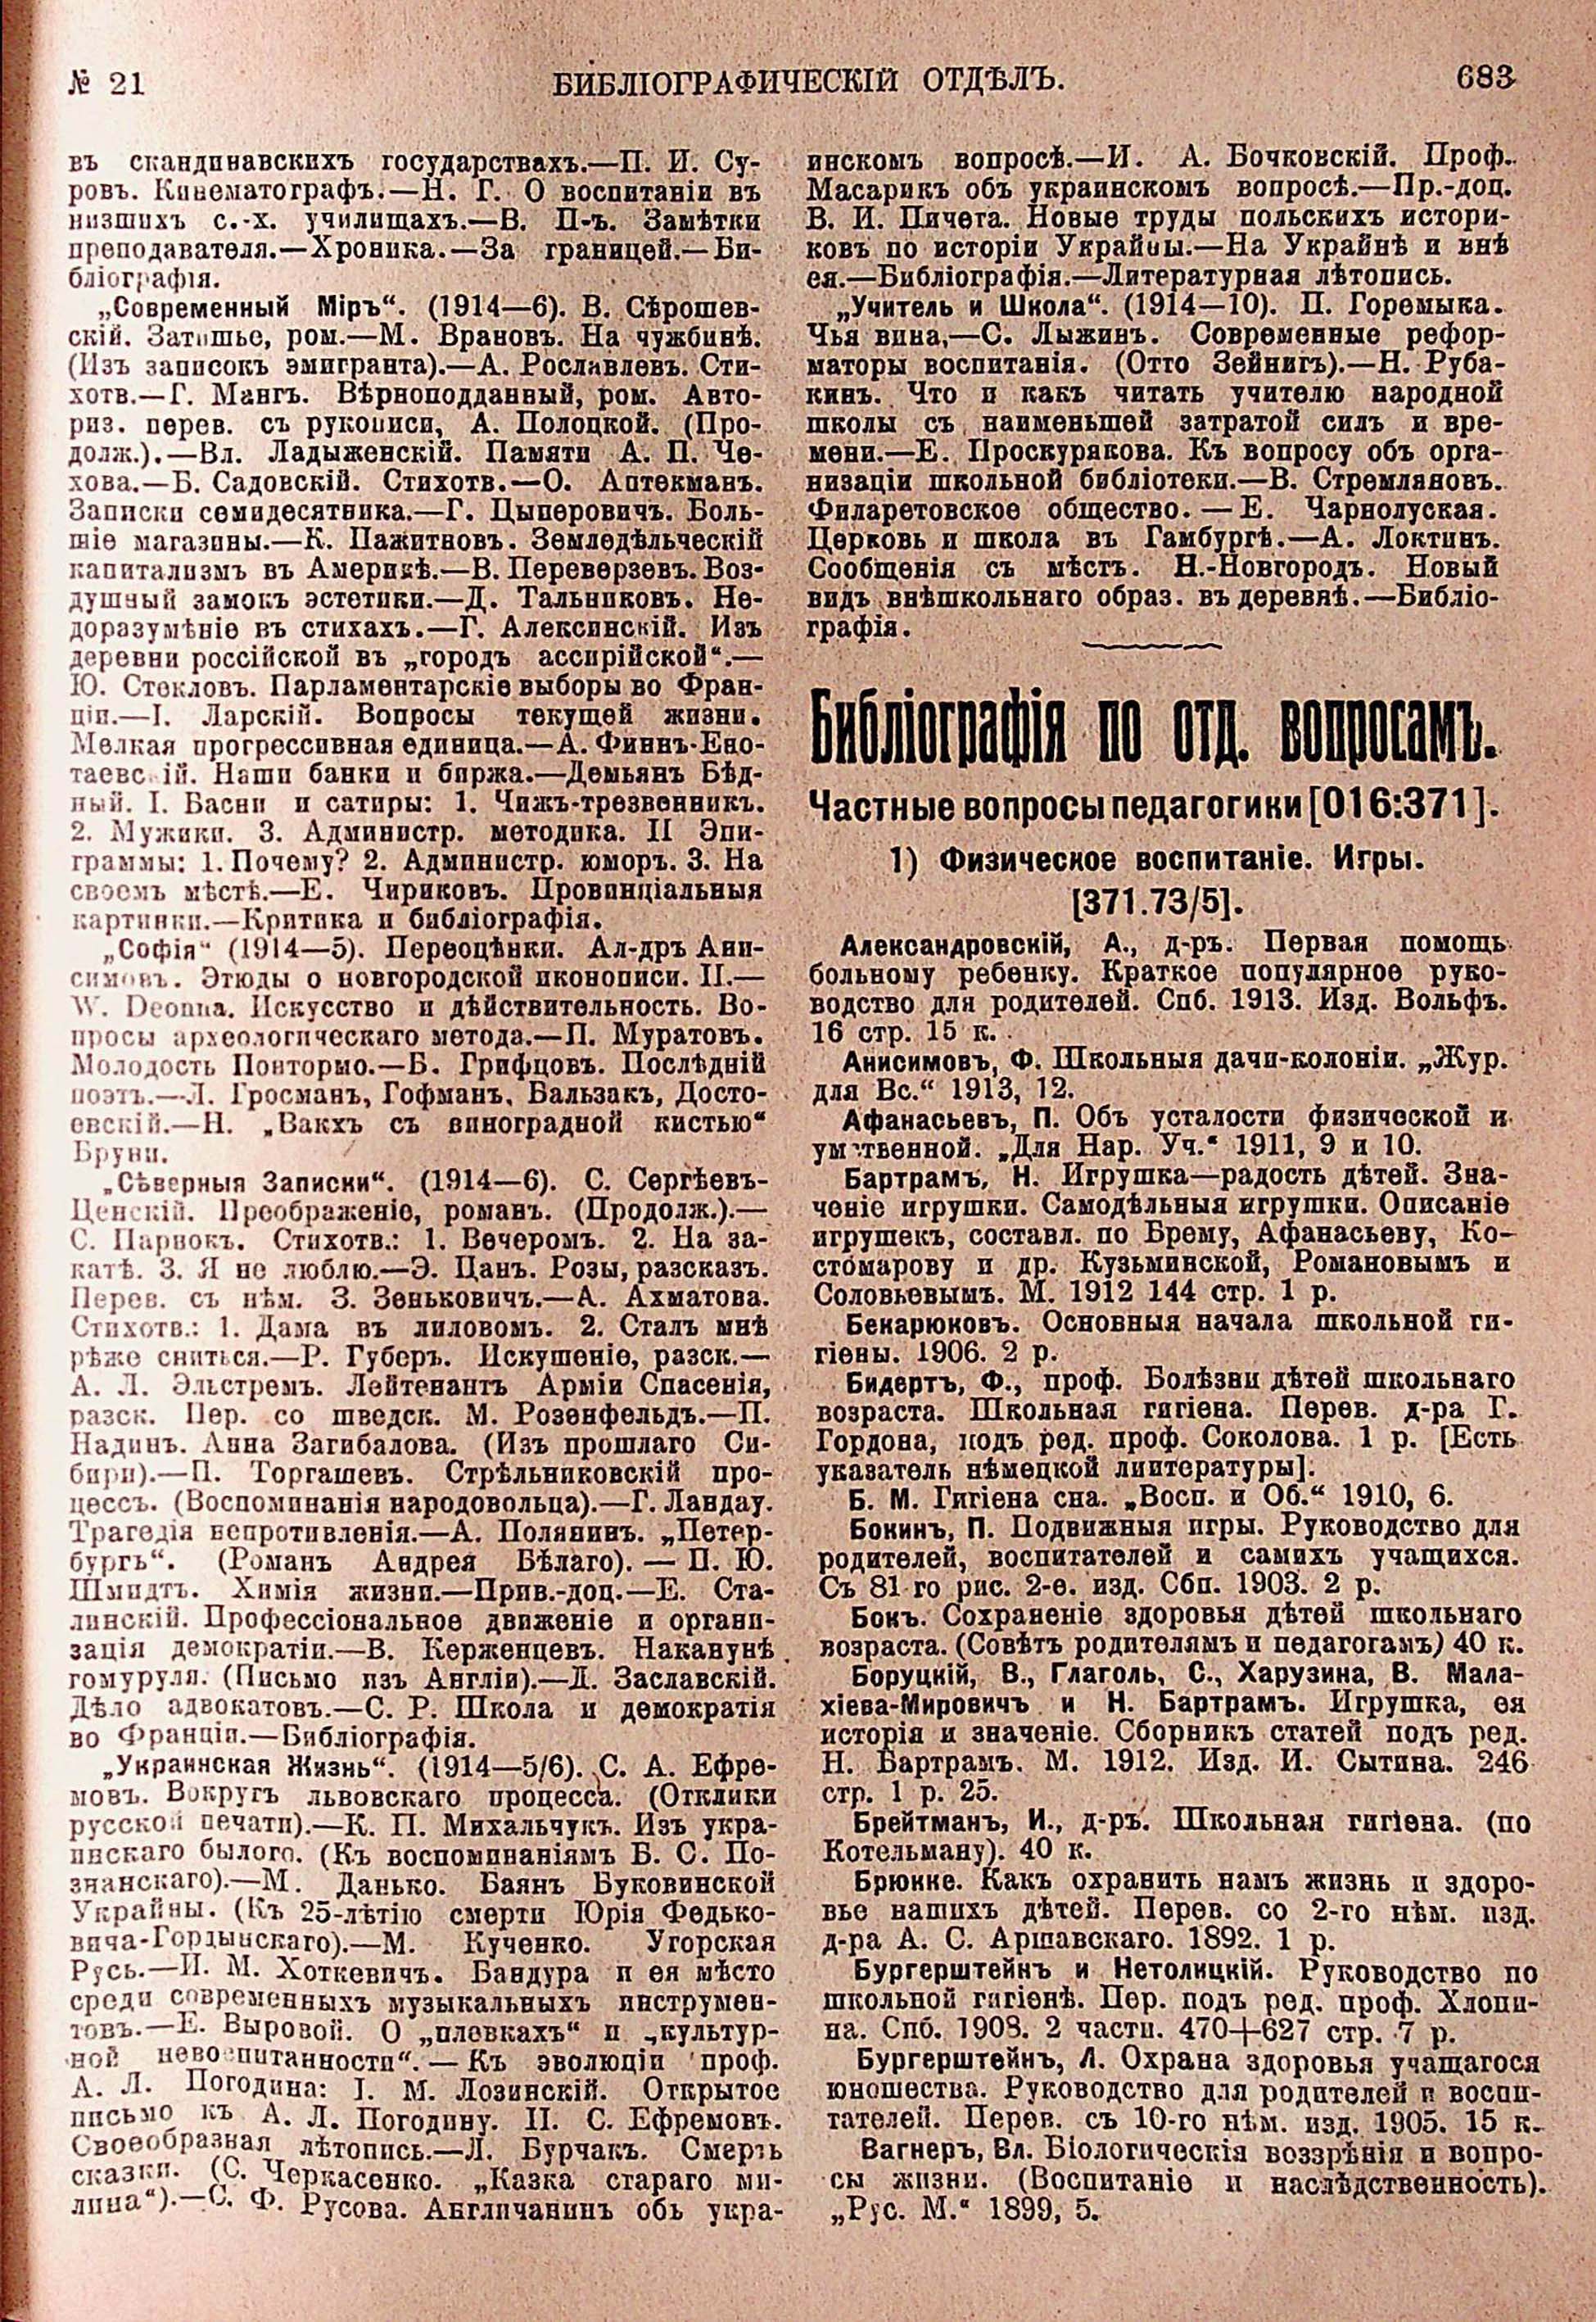 № 21
БИБЛІОГРАФИЧЕСКІЙ ОТДѢЛЪ.
683
въ скандинавскихъ государствахъ.—П. И. Су-
ровъ. Кинематографъ.—Н. Г. О воспитаніи въ
низшихъ с.-х. училищахъ.—В. П-ъ. Замѣтки
преподавателя.—Хроника.—За границей.—Би-
бліографія.
„Современный Міръ“. (1914—6). В. Сѣрошев-
скій. Затишье, ром.—М. Врановъ. На чужбинѣ.
(Изъ записокъ эмигранта).—А. Рославлевъ. Сти-
хотв.—Г. Мангъ. Вѣрноподданный, ром. Авто-
риз. перев. съ рукописи, А. Полоцкой. (Про-
долж.).—Вл. Ладыженскій. Памяти А. П. Че-
хова.—Б. Садовскій. Стихотв.—О. Аптекманъ.
Записки семидесятника.—Г. Цыперовичъ. Боль-
шіе магазины.—К. Пажитновъ. Земледѣльческій
капитализмъ въ Америкѣ.—В. Переверзевъ. Воз-
душный замокъ эстетики.—Д. Тальниковъ. Не-
доразумѣніе въ стихахъ.—Г. Алексинскій. Изъ
деревни россійской въ „городъ ассирійской“.—
Ю. Стекловъ. Парламентарскіе выборы во Фран-
ціи.—І. Ларскій. Вопросы текущей жизни.
Мелкая прогрессивная единица.—А. Финнъ-Ено-
таевс ій. Наши банки и биржа.—Демьянъ Бѣд-
ный. I. Басни и сатиры: 1. Чижъ-трезвенникъ.
2. Мужики. 3. Администр. методика. II Эпи-
граммы: 1. Почему? 2. Администр. юморъ. 3. На
своемъ мѣстѣ.—Е. Чириковъ. Провинціальныя
картинки.—Критика и библіографія.
„Софія“ (1914—5). Переоцѣнки. Ал-дръ Ани-
симовъ. Этюды о новгородской иконописи. II.—
W. Deonna. Искусство и дѣйствительность. Во-
просы археологическаго метода.—П. Муратовъ.
Молодость Понтормо.—Б. Грифцовъ. Послѣдній
поэтъ.—Л. Гросманъ, Гофманъ, Бальзакъ, Досто-
евскій.—Н. „Вакхъ съ виноградной кистью“
Бруни.
„Сѣверныя Записки“. (1914—6). С. Сергѣевъ-
Ценскій. Преображеніе, романъ. (Продолж.).—
С. Парнокъ. Стихотв.: 1. Вечеромъ. 2. На за-
катѣ. 3. Я не люблю.—Э. Цанъ. Розы, разсказъ.
Перев. съ нѣм. З. Зеньковичъ.—А. Ахматова.
Стихотв.: 1. Дама въ лиловомъ. 2. Сталъ мнѣ
рѣже сниться.—Р. Губеръ. Искушеніе, разск.—
А. Л. Эльстремъ. Лейтенантъ Арміи Спасенія,
разск. Пер. со шведск. М. Розенфельдъ.—П.
Надинъ. Анна Загибалова. (Изъ прошлаго Си-
бири).—П. Торгашевъ. Стрѣльниковскій про-
цессъ. (Воспоминанія народовольца).—Г. Ландау.
Трагедія непротивленія.—А. Полянинъ. „Петер-
бургъ“. (Романъ Андрея Бѣлаго).—П. Ю.
Шмидтъ. Химія жизни.—Прив.-доц.—Е. Ста-
линскій. Профессіональное движеніе и органи-
зація демократіи.—В. Керженцевъ. Наканунѣ
гомуруля. (Письмо изъ Англіи).—Д. Заславскій.
Дѣло адвокатовъ.—С. Р. Школа и демократія
во Франціи.—Библіографія.
„Украинская Жизнь“. (1914—5/6). С. А. Ефре-
мовъ. Вокругъ львовскаго процесса. (Отклики
русской печати).—К. П. Михальчукъ. Изъ укра-
инскаго былого. (Къ воспоминаніямъ Б. С. По-
знанскаго).—М. Данько. Баянъ Буковинской
Украйны. (Къ 25-лѣтію смерти Юрія Федько-
вича-Гордынскаго).—М. Кученко. Угорская
Русь.—И. М. Хоткевичъ. Бандура и ея мѣсто
среди современныхъ музыкальныхъ инструмен-
товъ.—Е. Выровой. О „плевкахъ“ и „культур-
ной невоспитанности“.—Къ эволюціи проф.
А. Л. Погодина: I. М. Лозинскій. Открытое
письмо къ А. Л. Погодину. II. С. Ефремовъ.
Своеобразная лѣтопись.—Л. Бурчакъ. Смерть
сказки. (С. Черкасенко. „Казка стараго ми-
лина“).—С. Ф. Русова. Англичанинъ объ укра-
инскомъ вопросѣ.—И. А. Бочковскій. Проф.
Масарикъ объ украинскомъ вопросѣ.—Пр.-доц.
В. И. Пичета. Новые труды польскихъ истори-
ковъ по исторіи Украйны.—На Украйнѣ и внѣ
ея.—Библіографія.—Литературная лѣтопись.
„Учитель и Школа“. (1914—10). П. Горемыка.
Чья вина,—С. Лыжинъ. Современные рефор-
маторы воспитанія. (Отто Зейнигъ).—Н. Руба-
кинъ. Что и какъ читать учителю народной
школы съ наименьшей затратой силъ и вре-
мени.—Е. Проскурякова. Къ вопросу объ орга-
низаціи школьной библіотеки.—В. Стремляновъ.
Филаретовское общество.—Е. Чарнолуская.
Церковь и школа въ Гамбургѣ.—А. Локтинъ.
Сообщенія съ мѣстъ. Н.-Новгородъ. Новый
видъ внѣшкольнаго образ. въ деревнѣ.—Библіо-
графія.
Библіографія по отд. вопросамъ.
Частные вопросы педагогики [016:371].
1) Физическое воспитаніе. Игры.
[371.73/5].
Александровскій, А., д-ръ. Первая помощь
больному ребенку. Краткое популярное руко-
водство для родителей. Спб. 1913. Изд. Вольфъ.
16 стр. 15 к.
Анисимовъ, Ф. Школьныя дачи-колоніи. „Жур.
для Вс.“ 1913, 12.
Афанасьевъ, П. Объ усталости физической и
умственной. „Для Нар. Уч.“ 1911, 9 и 10.
Бартрамъ, Н. Игрушка—радость дѣтей. Зна-
ченіе игрушки. Самодѣльныя игрушки. Описаніе
игрушекъ, составл. по Брему, Афанасьеву, Ко-
стомарову и др. Кузьминской, Романовымъ и
Соловьевымъ. М. 1912 144 стр. 1 р.
Бекарюковъ. Основныя начала школьной ги-
гіены. 1906. 2 р.
Бидертъ, Ф., проф. Болѣзни дѣтей школьнаго
возраста. Школьная гигіена. Перев. д-ра Г.
Гордона, подъ ред. проф. Соколова. 1 р. [Есть
указатель нѣмецкой лиитературы].
Б. М. Гигіена сна. „Восп. и Об.“ 1910, 6.
Бокинъ, П. Подвижныя игры. Руководство для
родителей, воспитателей и самихъ учащихся.
Съ 81 го рис. 2-е. изд. Сбп. 1903. 2 р.
Бокъ. Сохраненіе здоровья дѣтей школьнаго
возраста. (Совѣтъ родителямъ и педагогамъ) 40 к.
Боруцкій, В., Глаголь, С., Харузина, В. Мала-
хіева-Мировичъ и Н. Бартрамъ. Игрушка, ея
исторія и значеніе. Сборникъ статей подъ ред.
Н. Бартрамъ. М. 1912. Изд. И. Сытина. 246
стр. 1 р. 25.
Брейтманъ, И., д-ръ. Школьная гигіена. (по
Котельману). 40 к.
Брюкке. Какъ охранить намъ жизнь и здоро-
вье нашихъ дѣтей. Перев. со 2-го нѣм. изд.
д-ра А. С. Аршавскаго. 1892. 1 р.
Бургерштейнъ и Нетолицкій. Руководство по
школьной гигіенѣ. Пер. подъ ред. проф. Хлопи-
на. Спб. 1908. 2 части. 470+627 стр. 7 р.
Бургерштейнъ, Л. Охрана здоровья учащагося
юношества. Руководство для родителей и воспи-
тателей. Перев. съ 10-го нѣм. изд. 1905. 15 к.
Вагнеръ, Вл. Біологическія воззрѣнія и вопро-
сы жизни. (Воспитаніе и наслѣдственность).
„Рус. М.“ 1899, 5.